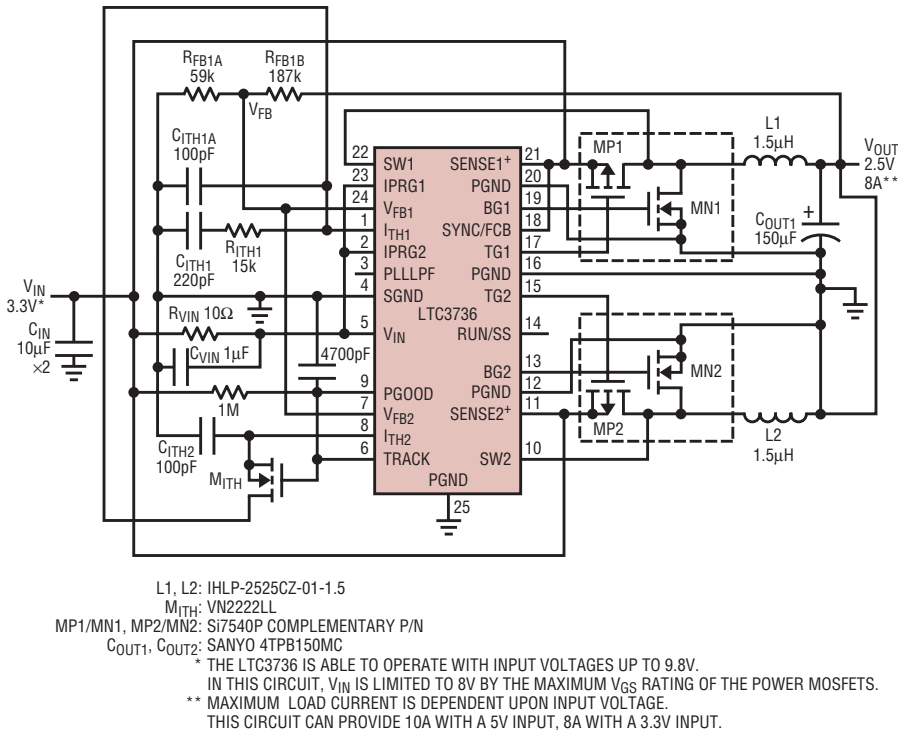 RFB1A
59k
RFB1B
187k
VFB
CITH1A
100pF
CITH1
220pF
RITH1
15k
VIN
3.3V*
CIN
10μF
×2
RVIN 10Ω
CVIN 1μF
4700pF
1M
CITH2
100pF
MITH
22 SW1
23 IPRG1
24 VFB1
1 ITH1
2 IPRG2
3 PLLLPF
4 SGND
5 VIN
9 PGOOD
7 VFB2
8 ITH2
6 TRACK
LTC3736
PGND
25
SENSE1+ 21
PGND 20
BG1 19
SYNC/FCB 18
TG1 17
PGND 16
TG2 15
RUN/SS 14
BG2 13
PGND 12
SENSE2+ 11
SW2 10
MP1
MN1
MN2
MP2
L1
1.5μH
VOUT
2.5V
8A**
COUT1
150μF
+
L2
1.5μH
L1, L2: IHLP-2525CZ-01-1.5
MITH: VN2222LL
MP1/MN1, MP2/MN2: Si7540P COMPLEMENTARY P/N
COUT1, COUT2: SANYO 4TPB150MC
* THE LTC3736 IS ABLE TO OPERATE WITH INPUT VOLTAGES UP TO 9.8V.
IN THIS CIRCUIT, VIN IS LIMITED TO 8V BY THE MAXIMUM VGS RATING OF THE POWER MOSFETS.
** MAXIMUM LOAD CURRENT IS DEPENDENT UPON INPUT VOLTAGE.
THIS CIRCUIT CAN PROVIDE 10A WITH A 5V INPUT, 8A WITH A 3.3V INPUT.